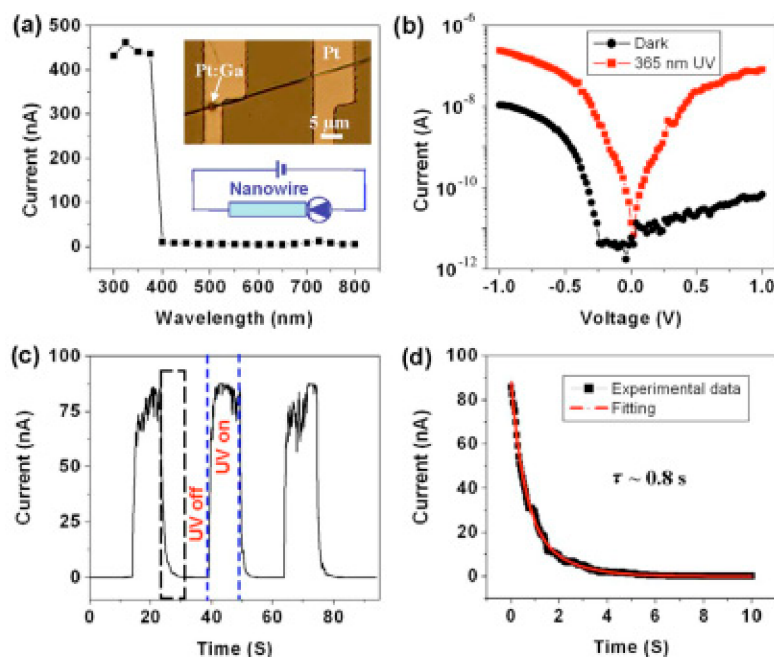 (a)
500
400
300
200
100
0
Current (nA)
Pt:Ga
Pt
5 µm
Nanowire
300 400 500 600 700 800
Wavelength (nm)
(b)
10⁻⁶
10⁻⁸
10⁻¹⁰
10⁻¹²
Current (A)
Dark
365 nm UV
-1.0 -0.5 0.0 0.5 1.0
Voltage (V)
(c)
100
75
50
25
0
Current (nA)
UV off
UV on
0 20 40 60 80
Time (S)
(d)
100
80
60
40
20
0
Current (nA)
Experimental data
Fitting
τ ~ 0.8 s
0 2 4 6 8 10
Time (S)